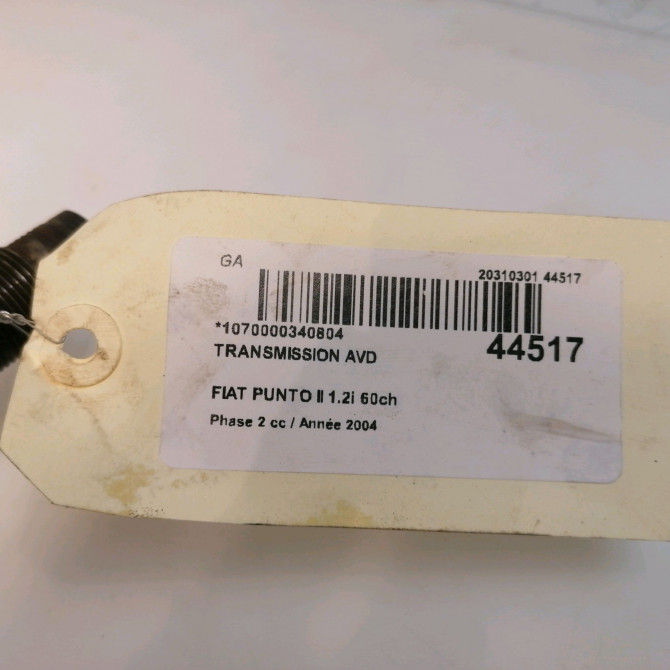 GA
20310301 44517
*1070000340804
44517
TRANSMISSION AVD
FIAT PUNTO II 1.2i 60ch
Phase 2 cc / Année 2004